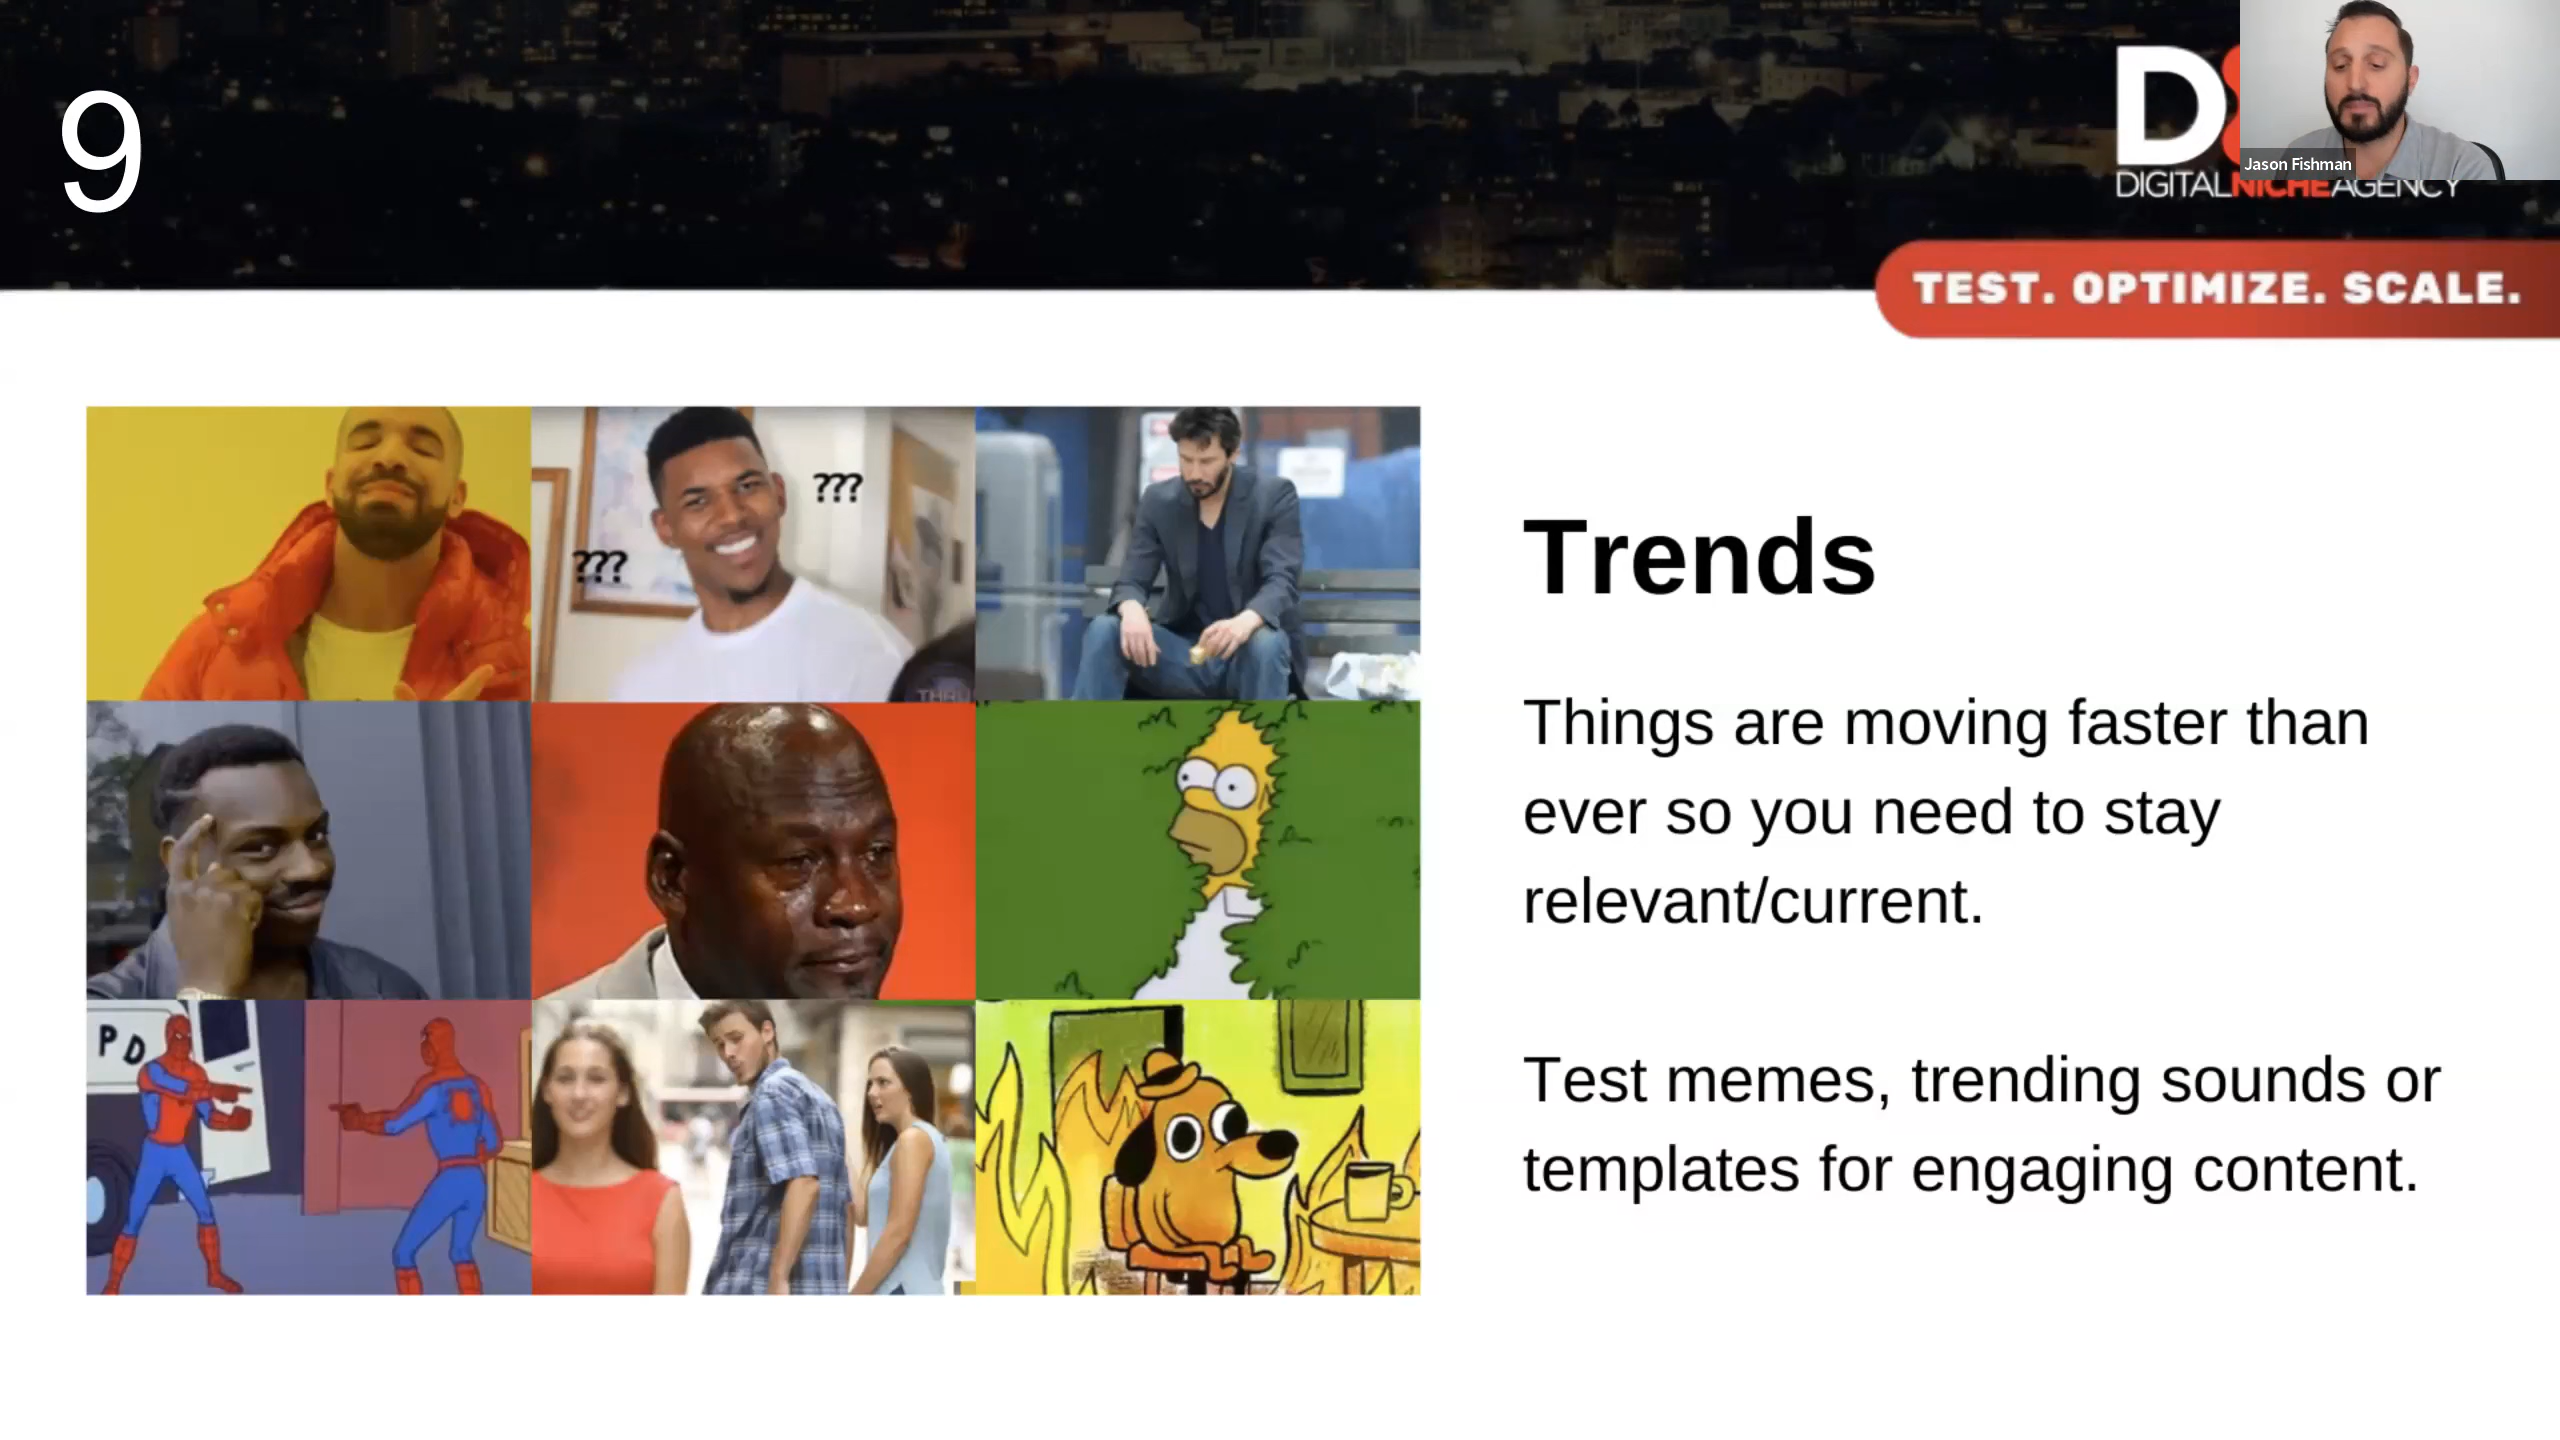 9
Jason Fishman
DIGITALNICHEAGENCY
TEST. OPTIMIZE. SCALE.
???
???
PD
Trends
Things are moving faster than
ever so you need to stay
relevant/current.
Test memes, trending sounds or
templates for engaging content.